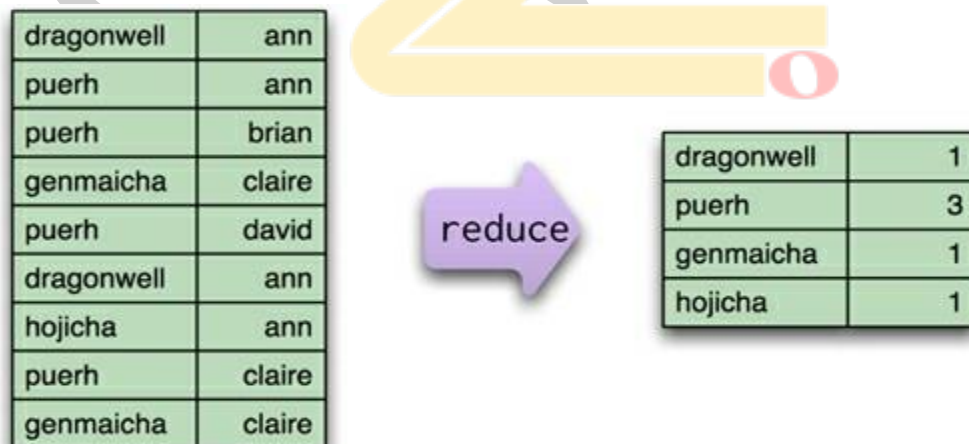 dragonwell ann
puerh ann
puerh brian
genmaicha claire
puerh david
dragonwell ann
hojicha ann
puerh claire
genmaicha claire
reduce
dragonwell 1
puerh 3
genmaicha 1
hojicha 1